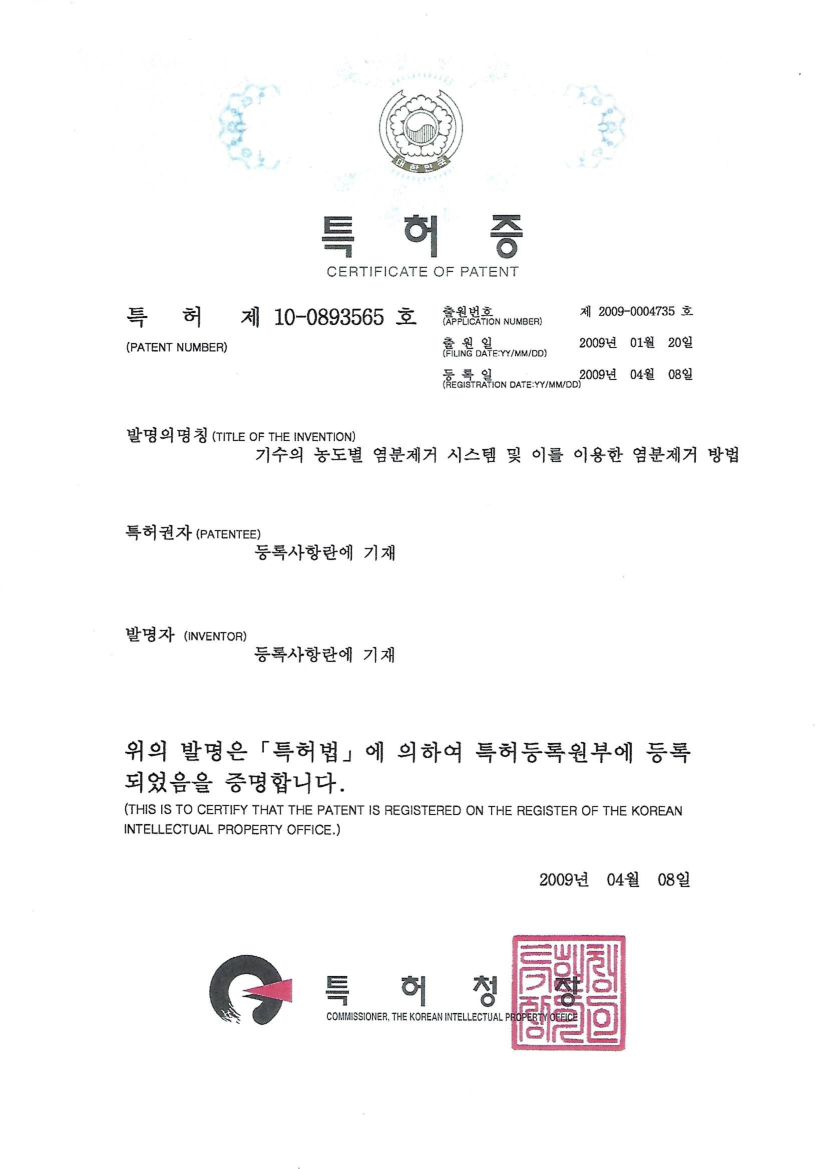 대한민국
특 허 증
CERTIFICATE OF PATENT
특 허 제 10-0893565 호
(PATENT NUMBER)
출원번호 제 2009-0004735 호
(APPLICATION NUMBER)
출 원 일 2009년 01월 20일
(FILING DATE:YY/MM/DD)
등 록 일 2009년 04월 08일
(REGISTRATION DATE:YY/MM/DD)
발명의명칭 (TITLE OF THE INVENTION)
기수의 농도별 염분제거 시스템 및 이를 이용한 염분제거 방법
특허권자 (PATENTEE)
등록사항란에 기재
발명자 (INVENTOR)
등록사항란에 기재
위의 발명은 「특허법」에 의하여 특허등록원부에 등록
되었음을 증명합니다.
(THIS IS TO CERTIFY THAT THE PATENT IS REGISTERED ON THE REGISTER OF THE KOREAN
INTELLECTUAL PROPERTY OFFICE.)
2009년 04월 08일
특 허 청 장
COMMISSIONER, THE KOREAN INTELLECTUAL PROPERTY OFFICE